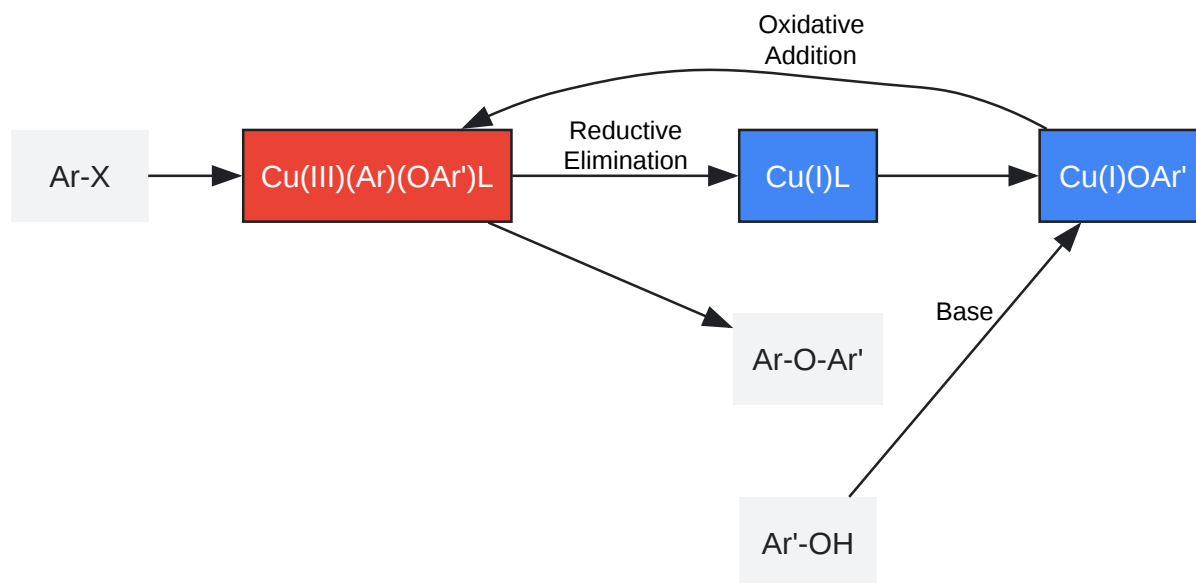 Oxidative
Addition
Ar-X
Cu(III)(Ar)(OAr')L
Reductive
Elimination
Cu(I)L
Cu(I)OAr'
Base
Ar-O-Ar'
Ar'-OH